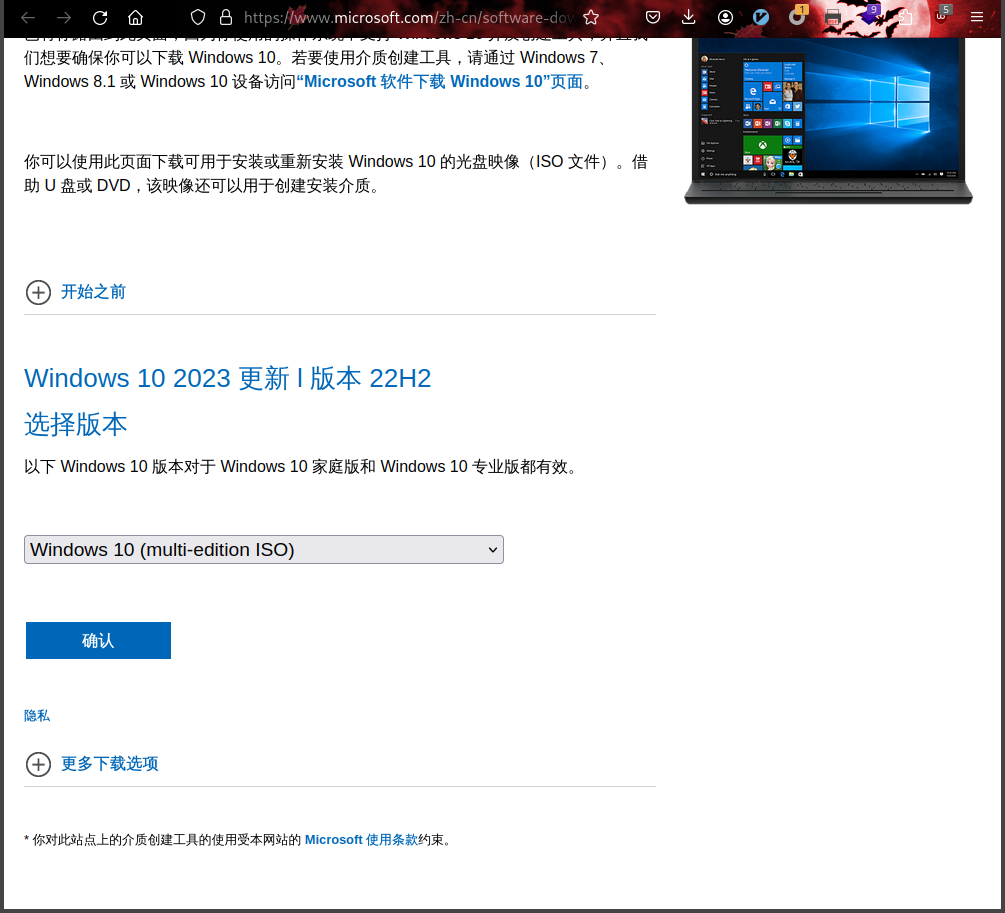 https://www.microsoft.com/zh-cn/software-dow
1
9
5
们想要确保你可以下载 Windows 10。若要使用介质创建工具，请通过 Windows 7、
Windows 8.1 或 Windows 10 设备访问“Microsoft 软件下载 Windows 10”页面。
你可以使用此页面下载可用于安装或重新安装 Windows 10 的光盘映像（ISO 文件）。借
助 U 盘或 DVD，该映像还可以用于创建安装介质。
开始之前
Windows 10 2023 更新 l 版本 22H2
选择版本
以下 Windows 10 版本对于 Windows 10 家庭版和 Windows 10 专业版都有效。
Windows 10 (multi-edition ISO)
确认
隐私
更多下载选项
* 你对此站点上的介质创建工具的使用受本网站的 Microsoft 使用条款约束。